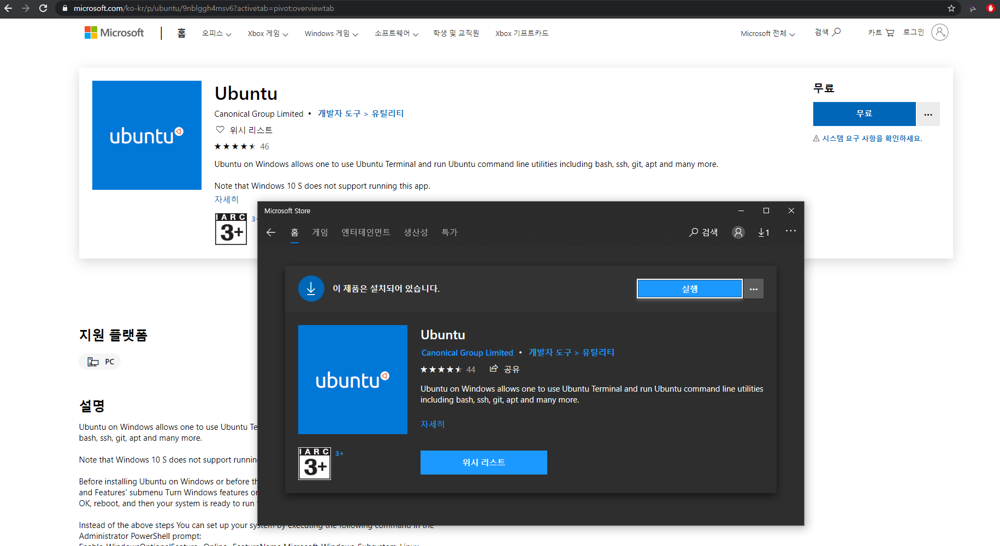 microsoft.com/ko-kr/p/ubuntu/9nblggh4msv6?activetab=pivot:overviewtab
Microsoft 홈 오피스 Xbox 게임 Windows 게임 소프트웨어 학생 및 교직원 Xbox 기프트카드 Microsoft 전체 검색 카트 로그인
ubuntu
Ubuntu
Canonical Group Limited • 개발자 도구 > 유틸리티
위시 리스트
46
Ubuntu on Windows allows one to use Ubuntu Terminal and run Ubuntu command line utilities including bash, ssh, git, apt and many more.
Note that Windows 10 S does not support running this app.
자세히
IARC
3+
무료
무료 ...
시스템 요구 사항을 확인하세요.
지원 플랫폼
PC
설명
Ubuntu on Windows allows one to use Ubuntu Te
bash, ssh, git, apt and many more.
Note that Windows 10 S does not support runnin
Before installing Ubuntu on Windows or before th
and Features' submenu Turn Windows features or
OK, reboot, and then your system is ready to run
Instead of the above steps You can set up your system by executing the following command in the
Administrator PowerShell prompt:
Enable-WindowsOptionalFeature -Online -FeatureName Microsoft-Windows-Subsystem-Linux
Microsoft Store
홈 게임 엔터테인먼트 생산성 특가 검색 1 ...
이 제품은 설치되어 있습니다. 실행 ...
ubuntu
Ubuntu
Canonical Group Limited • 개발자 도구 > 유틸리티
44 공유
Ubuntu on Windows allows one to use Ubuntu Terminal and run Ubuntu command line utilities
including bash, ssh, git, apt and many more.
자세히
IARC
3+ 3+
위시 리스트